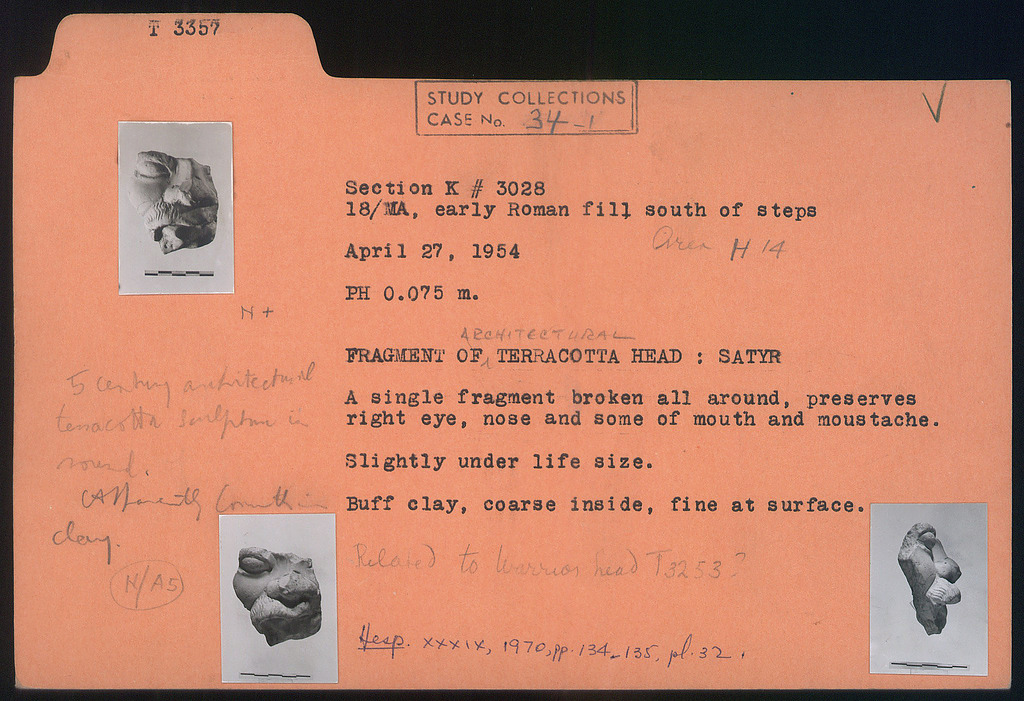 T 3357
STUDY COLLECTIONS
CASE No. 34-1
Section K # 3028
18/MA, early Roman fill south of steps
Area H 14
April 27, 1954
PH 0.075 m.
N +
ARCHITECTURAL
FRAGMENT OF TERRACOTTA HEAD : SATYR
A single fragment broken all around, preserves
right eye, nose and some of mouth and moustache.
Slightly under life size.
Buff clay, coarse inside, fine at surface.
5 century architectural
terracotta sculpture in
round.
Apparently Corinthian
clay.
N/A5
Related to Warrior head T3253?
Hesp. XXXIX, 1970, pp. 134-135, pl. 32.